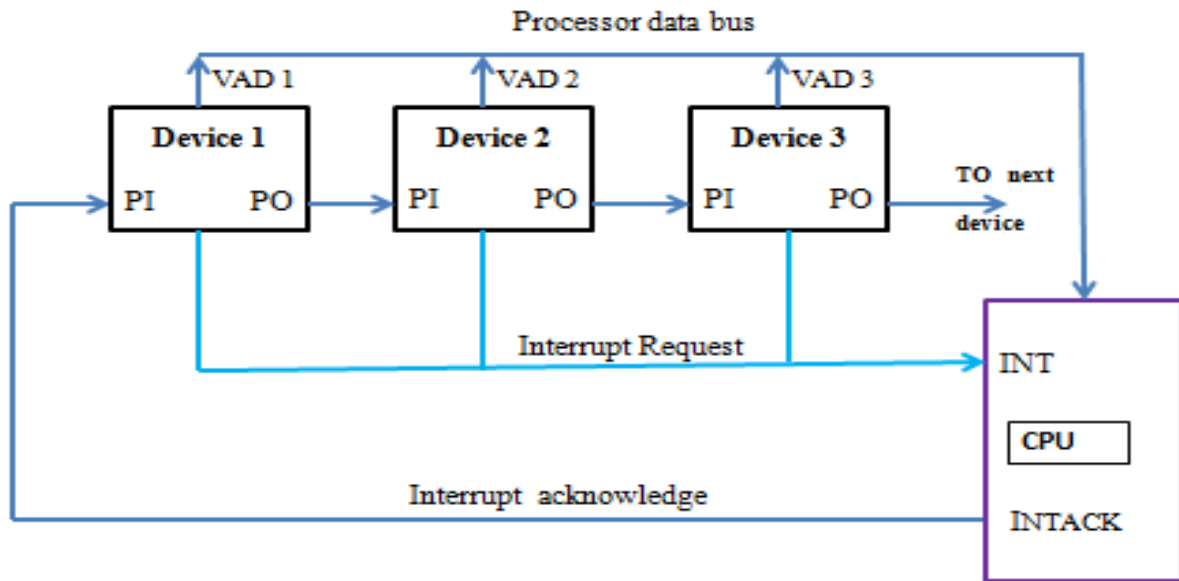 Processor data bus
VAD 1
VAD 2
VAD 3
Device 1
Device 2
Device 3
PI
PO
PI
PO
PI
PO
TO next
device
Interrupt Request
INT
CPU
Interrupt acknowledge
INTACK